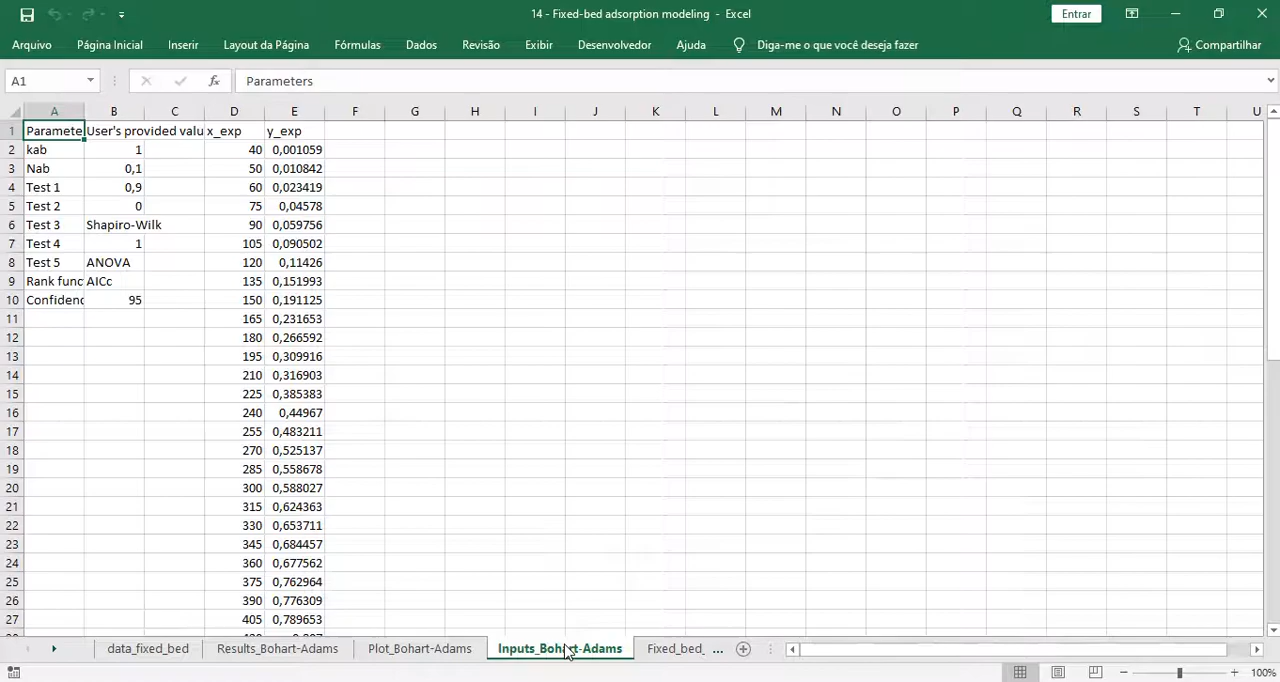 14 - Fixed-bed adsorption modeling - Excel
Entrar
Arquivo Página Inicial Inserir Layout da Página Fórmulas Dados Revisão Exibir Desenvolvedor Ajuda Diga-me o que você deseja fazer Compartilhar
A1 fx Parameters
A B C D E F G H I J K L M N O P Q R S T U
1 Paramete User's provided valu x_exp y_exp
2 kab 1 40 0,001059
3 Nab 0,1 50 0,010842
4 Test 1 0,9 60 0,023419
5 Test 2 0 75 0,04578
6 Test 3 Shapiro-Wilk 90 0,059756
7 Test 4 1 105 0,090502
8 Test 5 ANOVA 120 0,11426
9 Rank func AICc 135 0,151993
10 Confidenc 95 150 0,191125
11 165 0,231653
12 180 0,266592
13 195 0,309916
14 210 0,316903
15 225 0,385383
16 240 0,44967
17 255 0,483211
18 270 0,525137
19 285 0,558678
20 300 0,588027
21 315 0,624363
22 330 0,653711
23 345 0,684457
24 360 0,677562
25 375 0,762964
26 390 0,776309
27 405 0,789653
data_fixed_bed Results_Bohart-Adams Plot_Bohart-Adams Inputs_Bohart-Adams Fixed_bed_ ...
100%